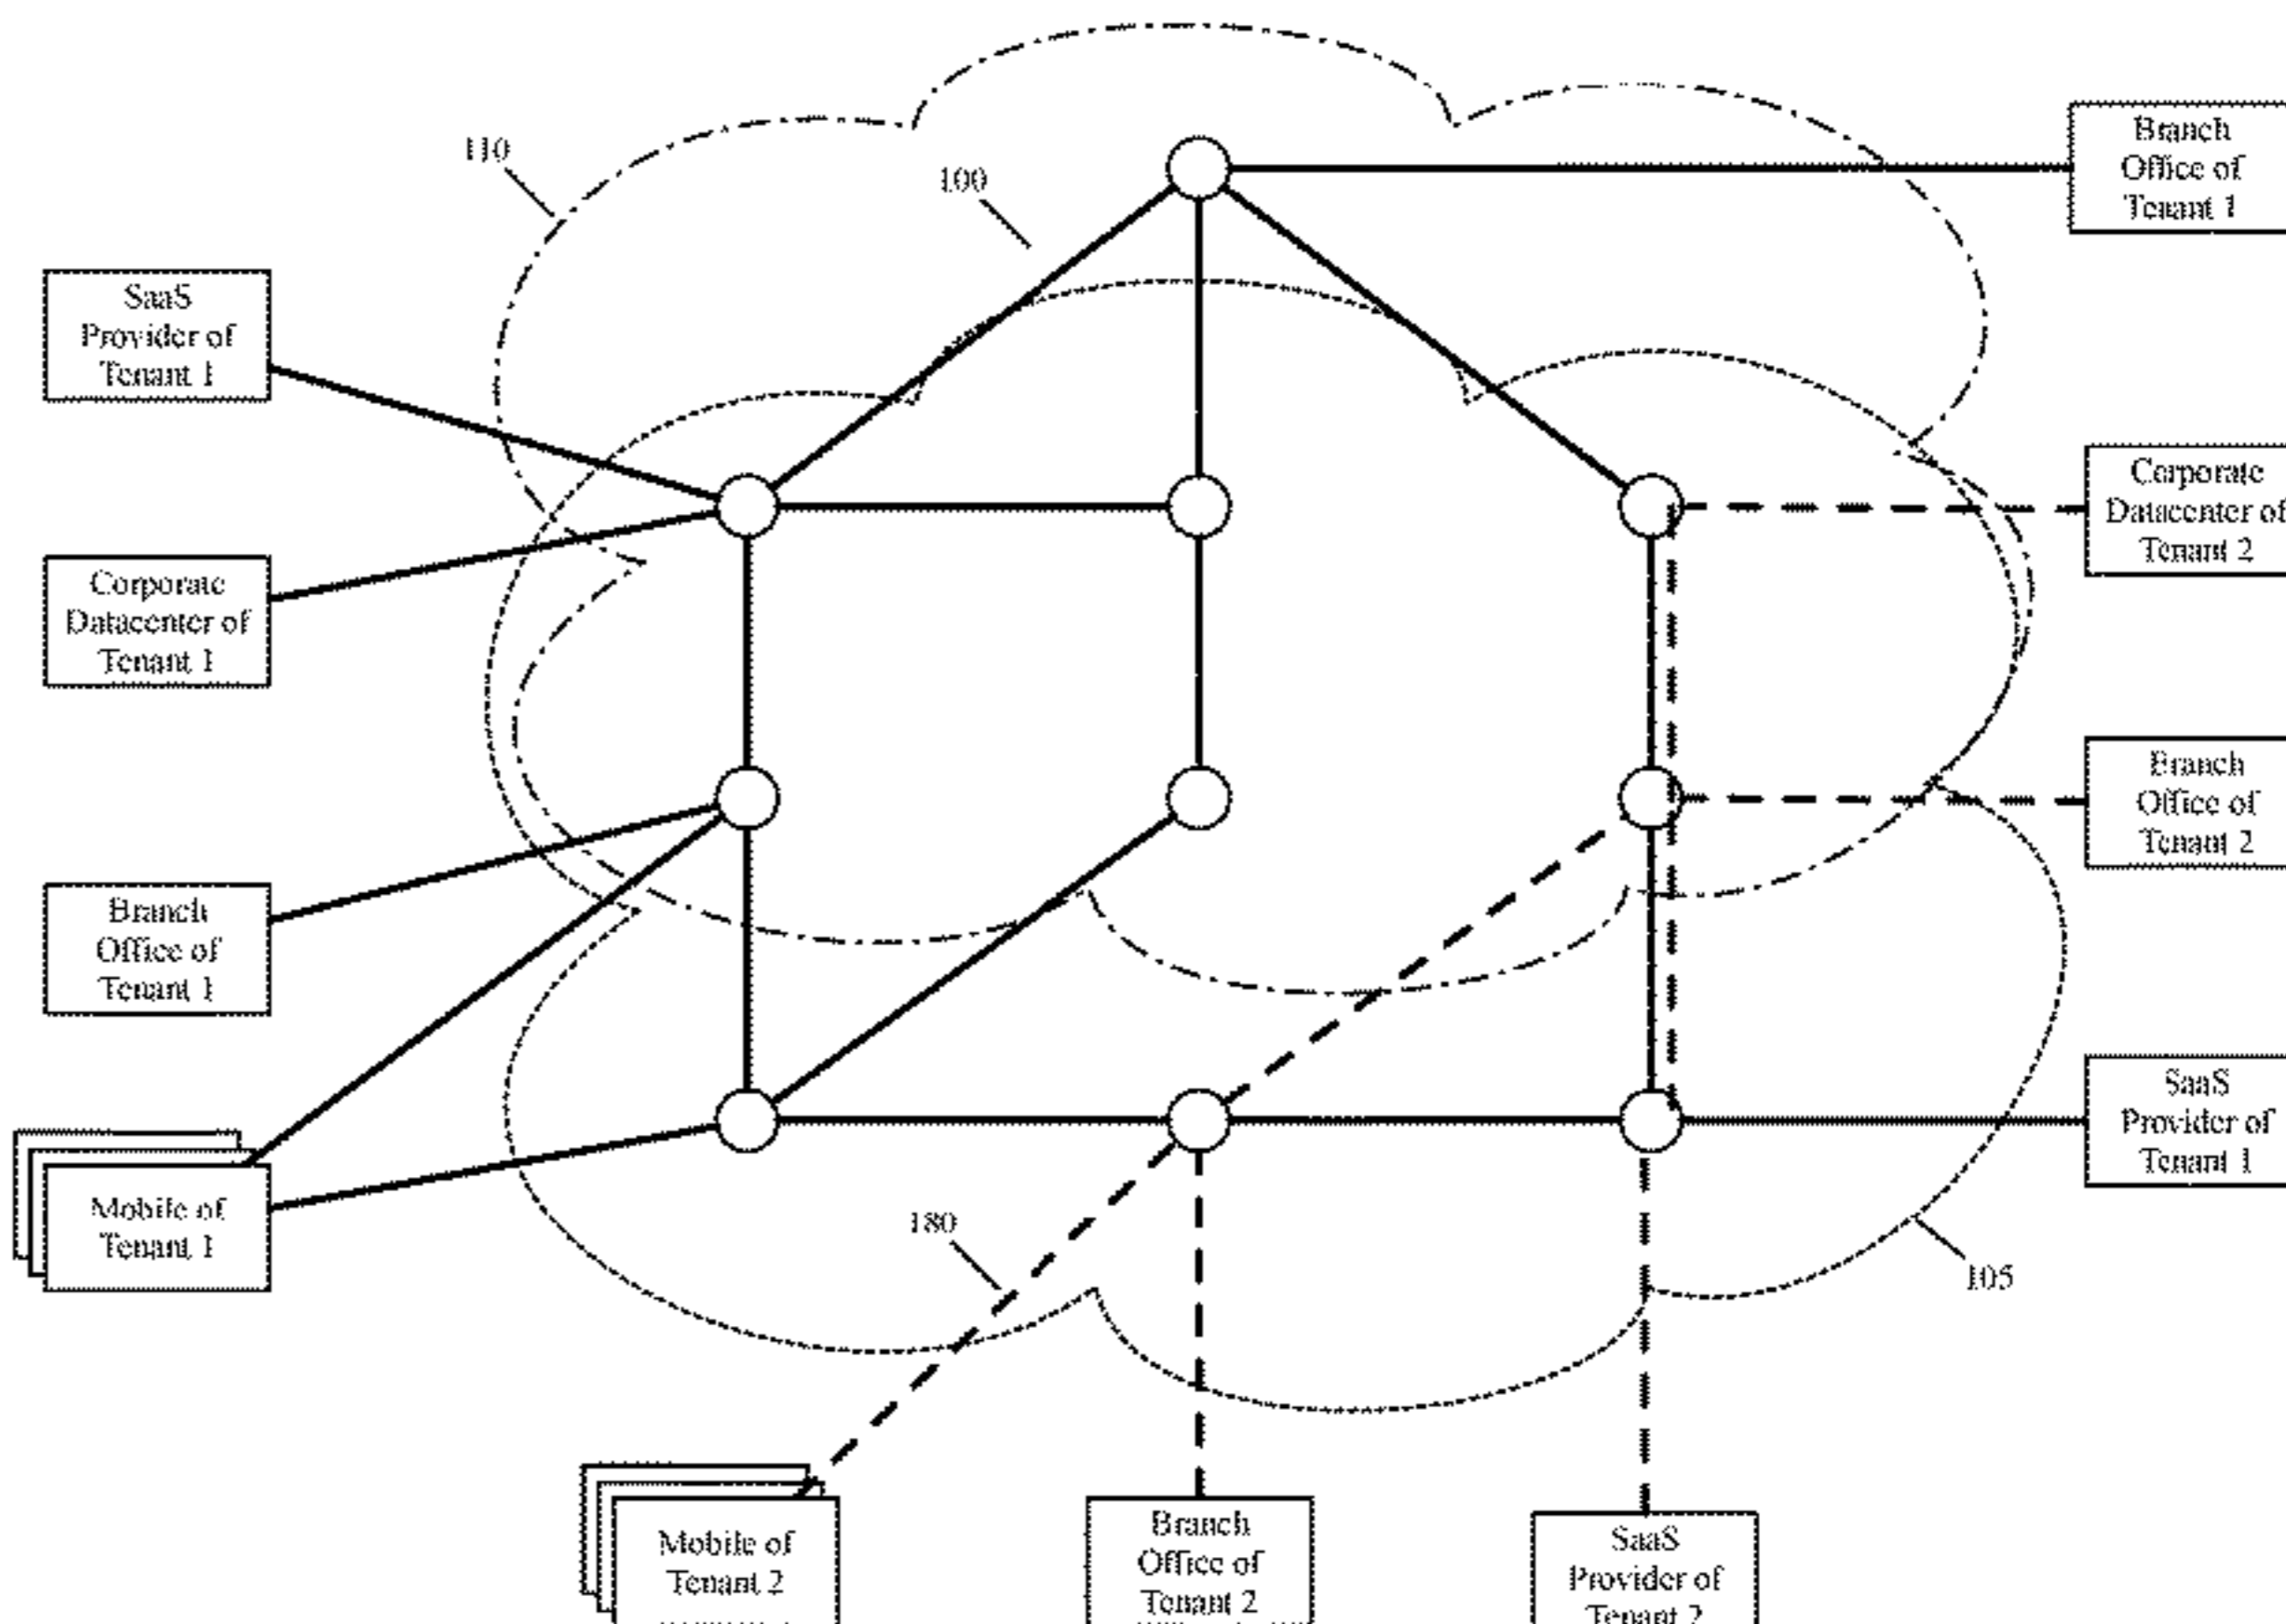 110
100
Branch
Office of
Tenant 1
SaaS
Provider of
Tenant 1
Corporate
Datacenter of
Tenant 2
Corporate
Datacenter of
Tenant 1
Branch
Office of
Tenant 2
Branch
Office of
Tenant 1
SaaS
Provider of
Tenant 1
Mobile of
Tenant 1
180
105
Mobile of
Tenant 2
Branch
Office of
Tenant 2
SaaS
Provider of
Tenant 2